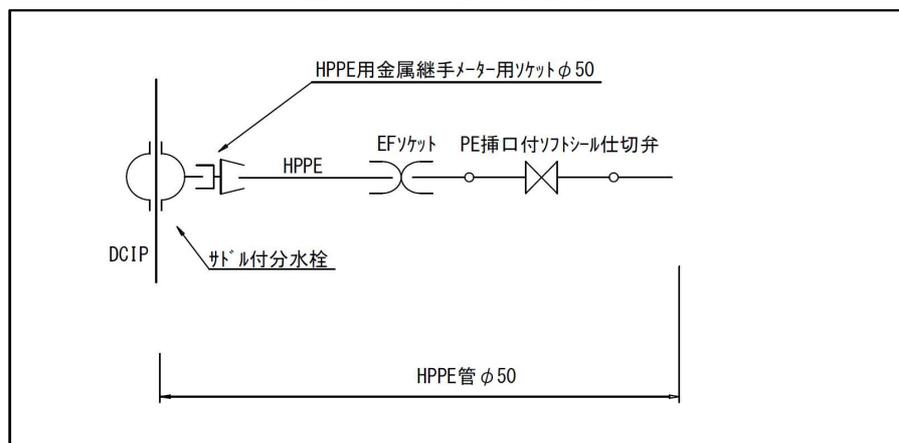 HPPE用金属継手メーター用ソケットφ50
EFソケット
PE挿口付ソフトシール仕切弁
HPPE
DCIP
サドル付分水栓
HPPE管φ50